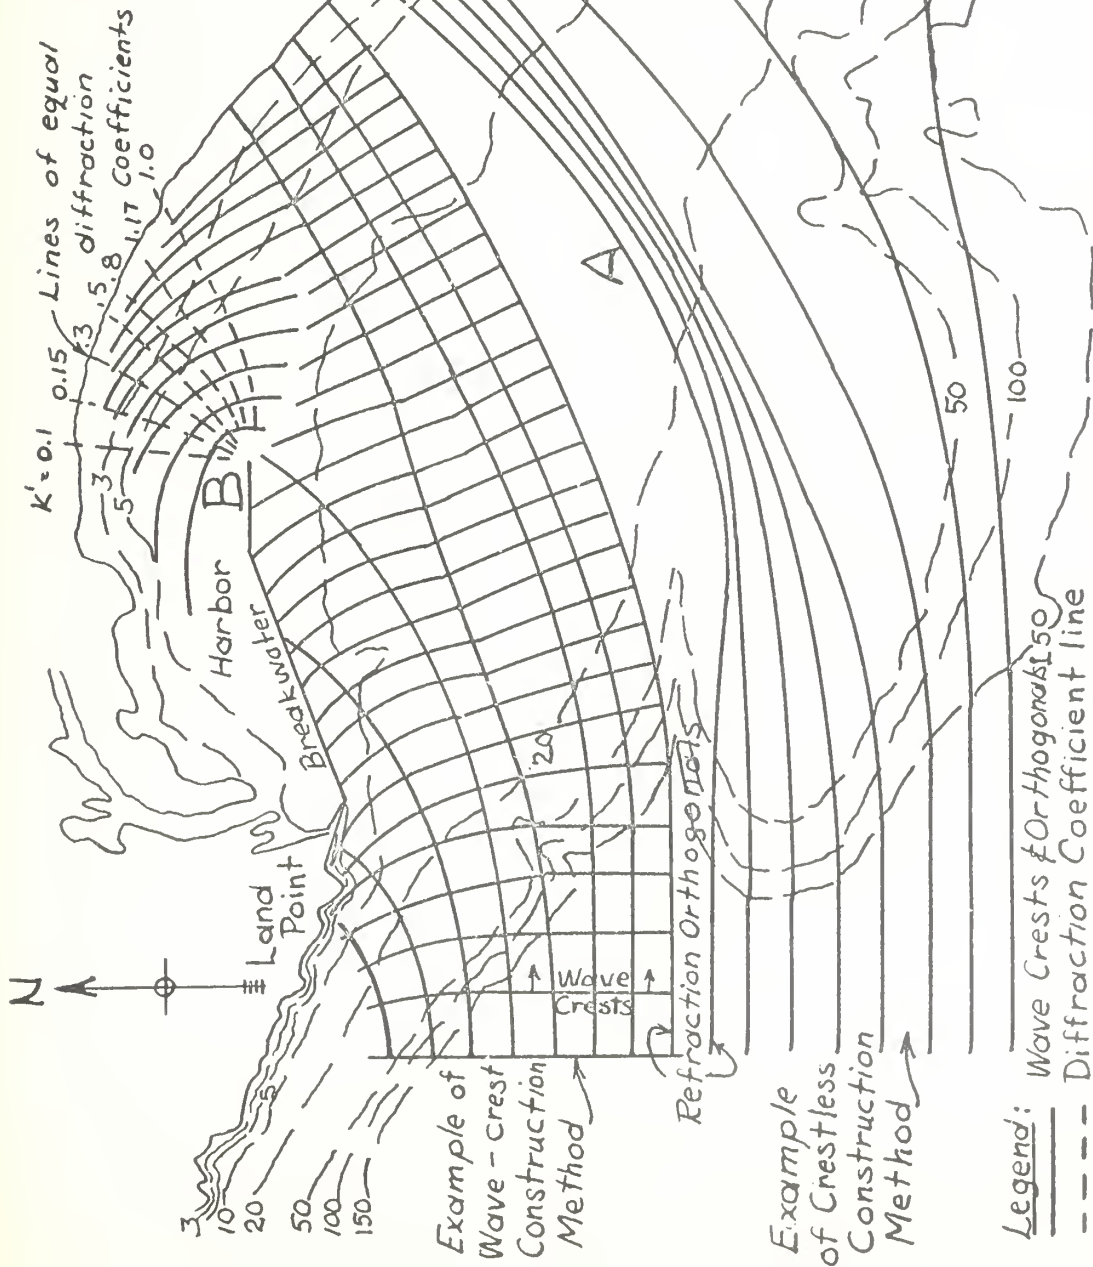 K' = 0.1
0.15
.3
.5
.8
1.17
1.0
Lines of equal
diffraction
Coefficients
3
5
B
Harbor
Breakwater
A
N
Land
Point
20
Wave
Crests
Refraction Orthogonals
50
100
150
3
10
20
50
100
150
5
Example of
Wave-crest
Construction
Method
Example
of Crestless
Construction
Method
Legend:
Wave Crests & Orthogonals
Diffraction Coefficient line